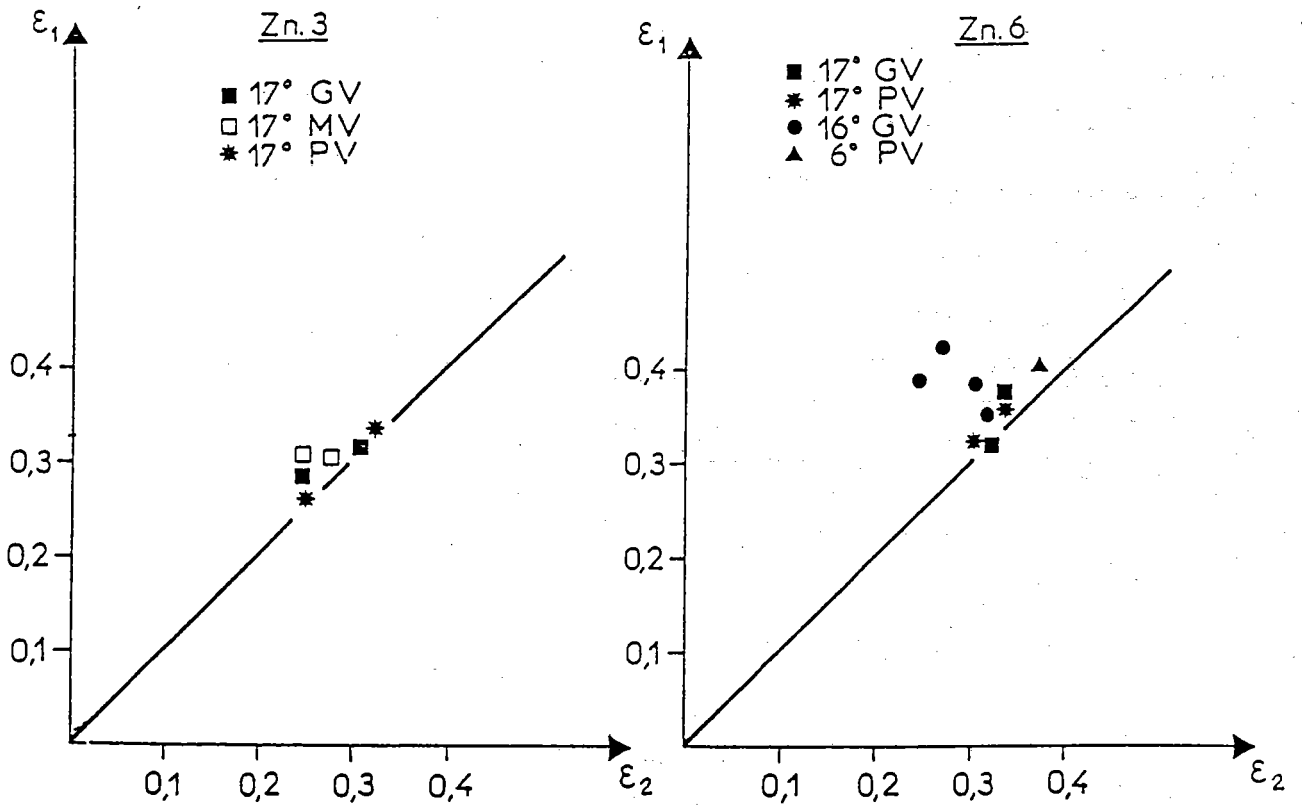 ε1
Zn.3
■ 17° GV
□ 17° MV
✷ 17° PV
0,4
0,3
0,2
0,1
0,1 0,2 0,3 0,4
ε2
ε1
Zn.6
■ 17° GV
✷ 17° PV
● 16° GV
▲ 6° PV
0,4
0,3
0,2
0,1
0,1 0,2 0,3 0,4
ε2